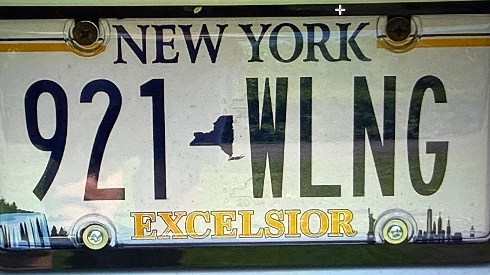 NEW YORK
921 WLNG
EXCELSIOR